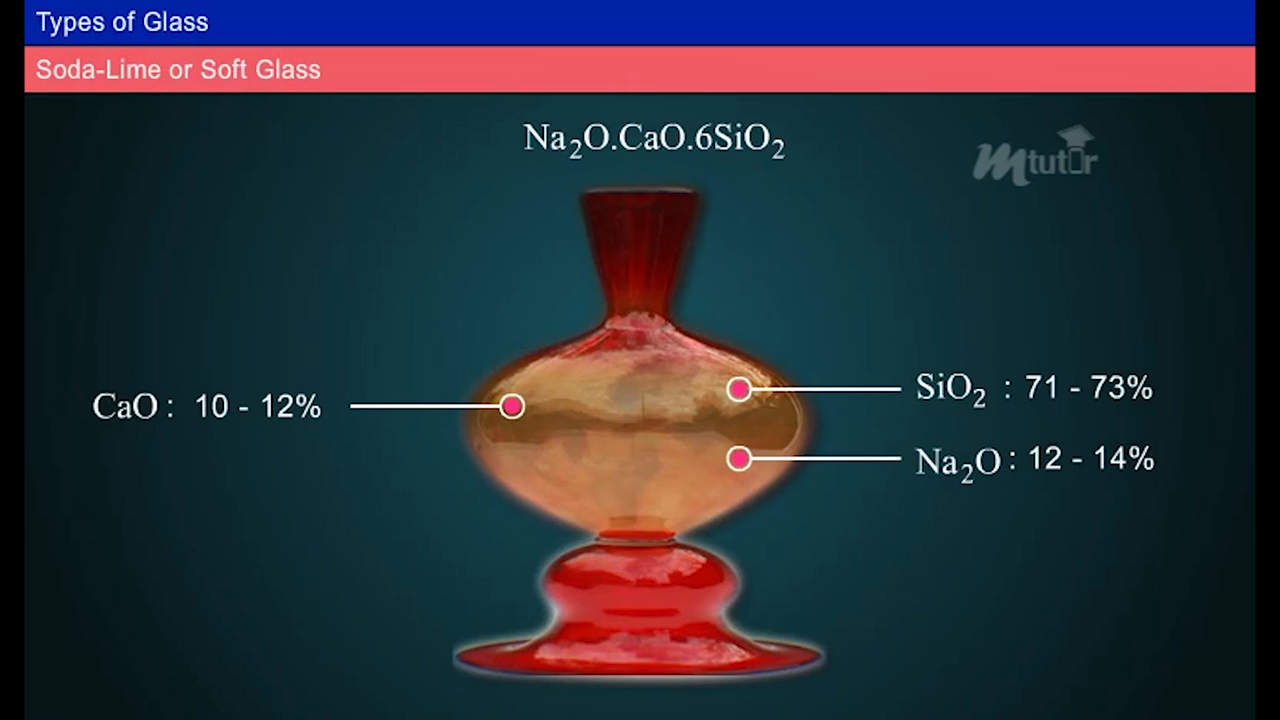 Types of Glass
Soda-Lime or Soft Glass
Na₂O.CaO.6SiO₂
mtutor
CaO : 10 - 12%
SiO₂ : 71 - 73%
Na₂O : 12 - 14%